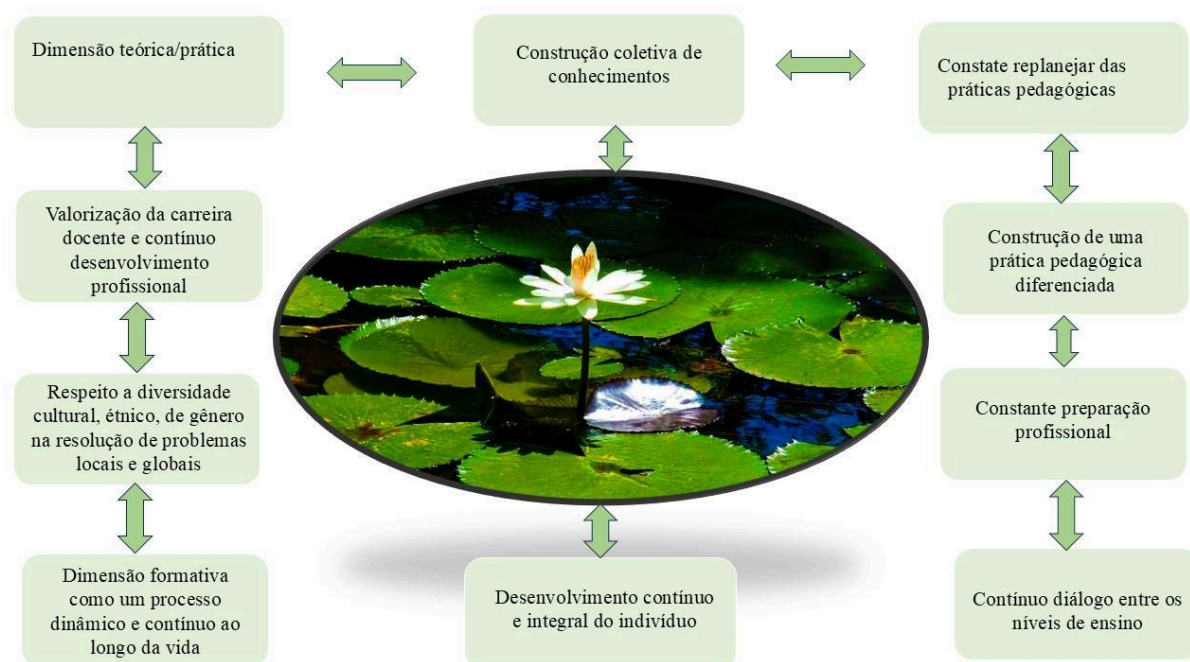 Dimensão teórica/prática
Construção coletiva de
conhecimentos
Constate replanejar das
práticas pedagógicas
Valorização da carreira
docente e contínuo
desenvolvimento
profissional
Construção de uma
prática pedagógica
diferenciada
Respeito a diversidade
cultural, étnico, de gênero
na resolução de problemas
locais e globais
Constante preparação
profissional
Dimensão formativa
como um processo
dinâmico e contínuo ao
longo da vida
Desenvolvimento contínuo
e integral do indivíduo
Contínuo diálogo entre os
níveis de ensino